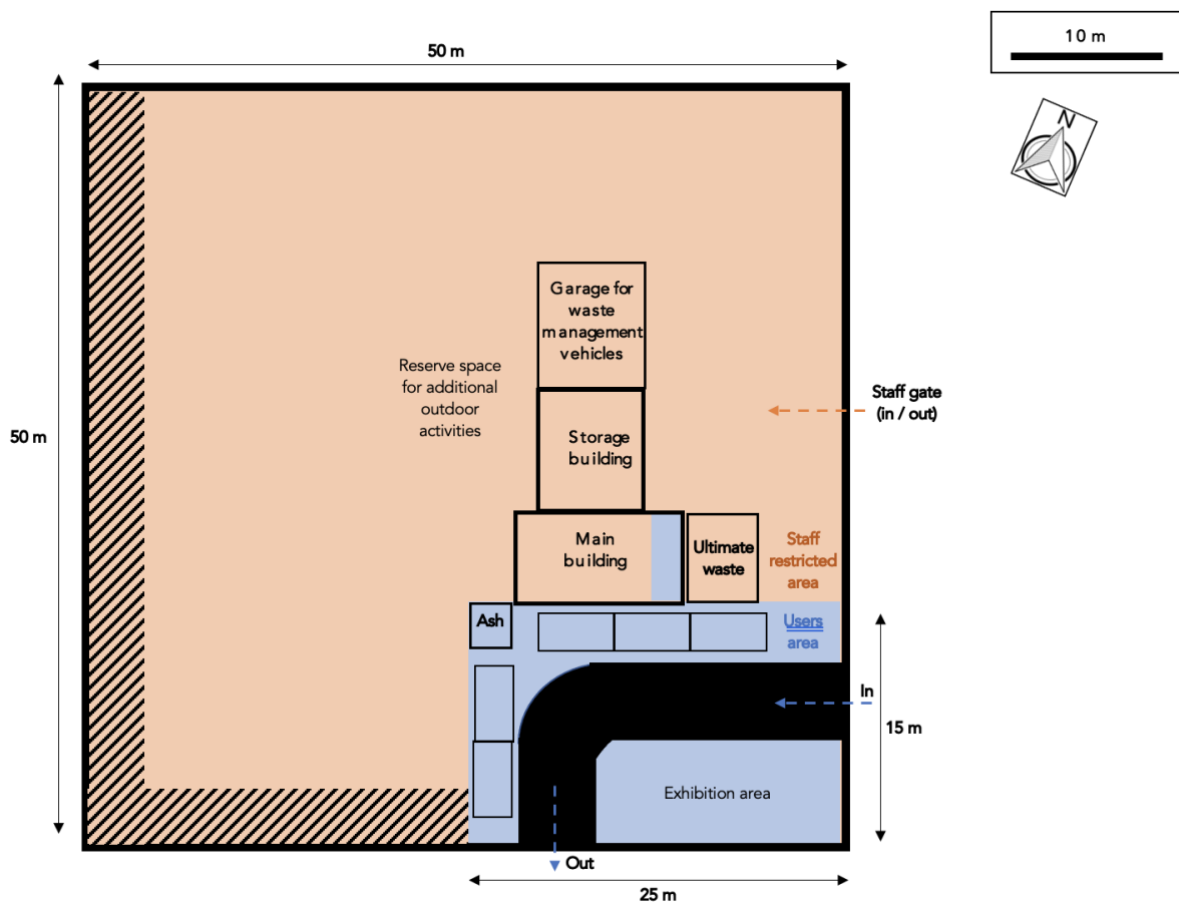 50 m
10 m
N
Garage for
waste
management
vehicles
Reserve space
for additional
outdoor
activities
Staff gate
(in / out)
50 m
Storage
building
Main
building
Ultimate
waste
Staff
restricted
area
Ash
Users
area
In
15 m
Exhibition area
Out
25 m